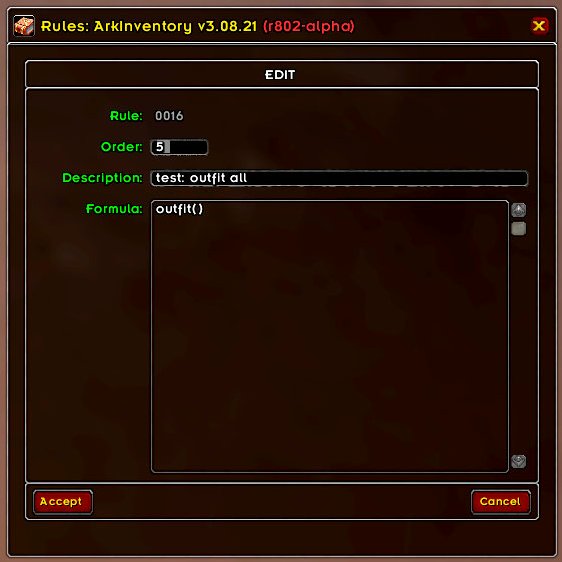 Rules: ArkInventory v3.08.21 (r802-alpha)
EDIT
Rule: 0016
Order: 5
Description: test: outfit all
Formula: outfit()
Accept Cancel